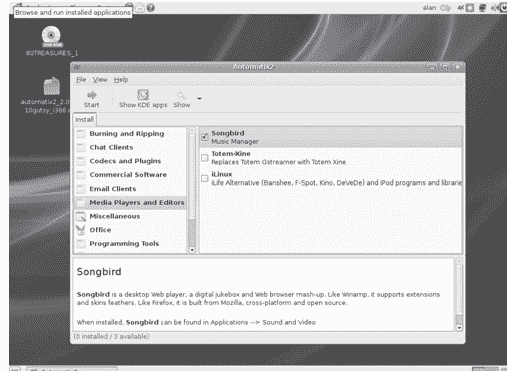 Browse and run installed applications
alan
80TREASURES_1
automatix2_2.0
10gutsy_i386.
Automatix2
File View Help
Start
Show KDE apps
Show
Install
Burning and Ripping
Chat Clients
Codecs and Plugins
Commercial Software
Email Clients
Media Players and Editors
Miscellaneous
Office
Programming Tools
Songbird
Music Manager
Totem-Xine
Replaces Totem Gstreamer with Totem Xine
iLinux
iLife Alternative (Banshee, F-Spot, Kino, DeVeDe) and iPod programs and librarie
Songbird
Songbird is a desktop Web player, a digital jukebox and Web browser mash-up. Like Winamp, it supports extensions
and skins feathers. Like Firefox, it is built from Mozilla, cross-platform and open source.
When installed, Songbird can be found in Applications --> Sound and Video
(0 installed / 3 available)